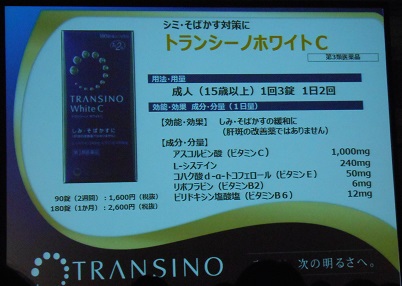 シミ・そばかす対策に
トランシーノホワイトC
第3類医薬品
TRANSINO
White C
しみ・そばかすに
用法・用量
成人（15歳以上）1回3錠 1日2回
効能・効果 成分・分量（1日量）
【効能・効果】 しみ・そばかすの緩和に
（肝斑の改善薬ではありません）
【成分・分量】
アスコルビン酸（ビタミンC） 1,000mg
L-システイン 240mg
コハク酸d-α-トコフェロール（ビタミンE） 50mg
リボフラビン（ビタミンB2） 6mg
ピリドキシン塩酸塩（ビタミンB6） 12mg
90錠（2週間）：1,600円（税抜）
180錠（1か月）：2,600円（税抜）
TRANSINO
次の明るさへ。